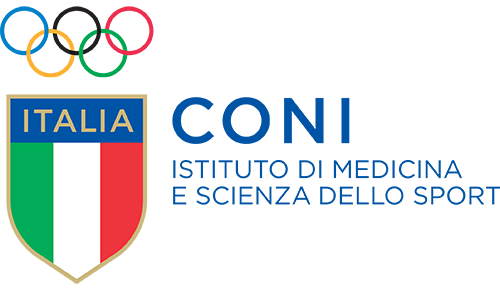 ITALIA
CONI
ISTITUTO DI MEDICINA
E SCIENZA DELLO SPORT